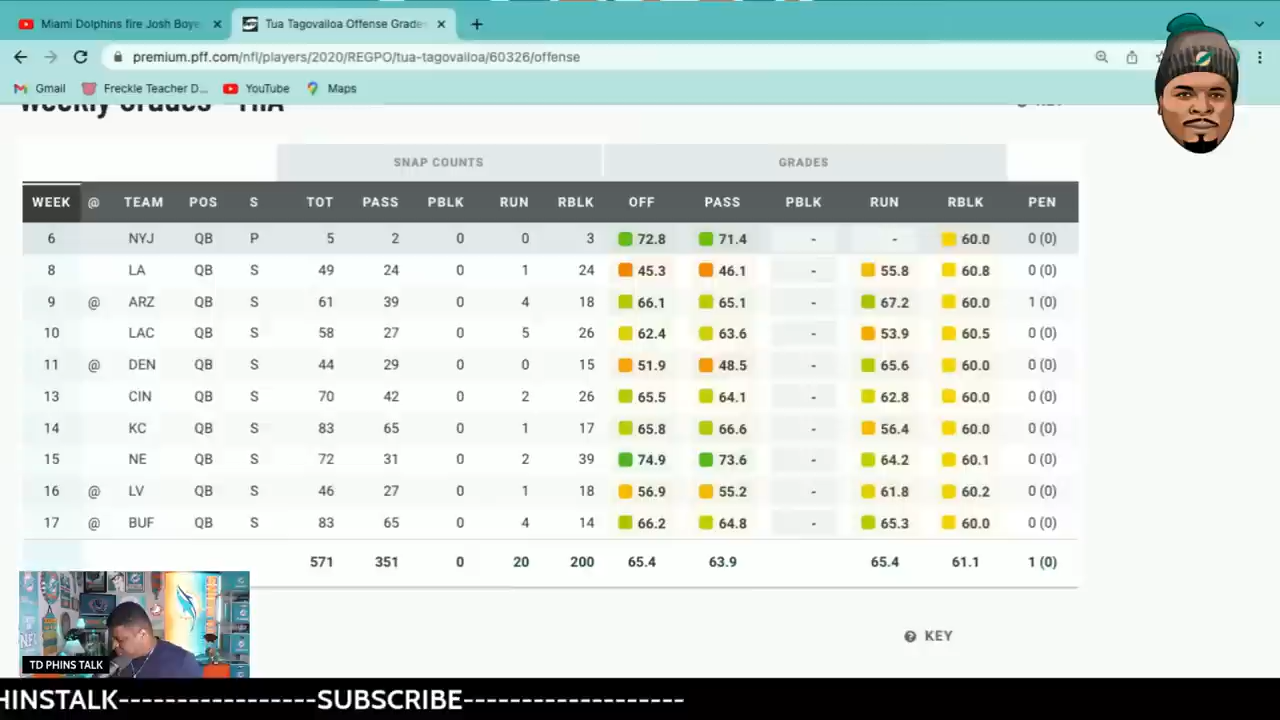 Miami Dolphins fire Josh Boye
Tua Tagovailoa Offense Grades
premium.pff.com/nfl/players/2020/REGPO/tua-tagovailoa/60326/offense
Gmail Freckle Teacher D... YouTube Maps
Weekly Grades - MIA
SNAP COUNTS GRADES
WEEK @ TEAM POS S TOT PASS PBLK RUN RBLK OFF PASS PBLK RUN RBLK PEN
6 NYJ QB P 5 2 0 0 3 72.8 71.4 - - 60.0 0 (0)
8 LA QB S 49 24 0 1 24 45.3 46.1 - 55.8 60.8 0 (0)
9 @ ARZ QB S 61 39 0 4 18 66.1 65.1 - 67.2 60.0 1 (0)
10 LAC QB S 58 27 0 5 26 62.4 63.6 - 53.9 60.5 0 (0)
11 @ DEN QB S 44 29 0 0 15 51.9 48.5 - 65.6 60.0 0 (0)
13 CIN QB S 70 42 0 2 26 65.5 64.1 - 62.8 60.0 0 (0)
14 KC QB S 83 65 0 1 17 65.8 66.6 - 56.4 60.0 0 (0)
15 NE QB S 72 31 0 2 39 74.9 73.6 - 64.2 60.1 0 (0)
16 @ LV QB S 46 27 0 1 18 56.9 55.2 - 61.8 60.2 0 (0)
17 @ BUF QB S 83 65 0 4 14 66.2 64.8 - 65.3 60.0 0 (0)
571 351 0 20 200 65.4 63.9 65.4 61.1 1 (0)
KEY
TD PHINS TALK
HINSTALK-----------------SUBSCRIBE-------------------